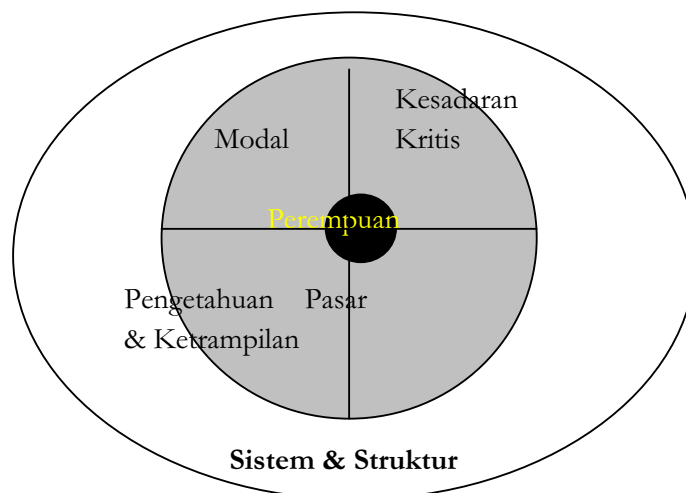 Kesadaran
Modal Kritis
Perempuan
Pengetahuan Pasar
& Ketrampilan
Sistem & Struktur